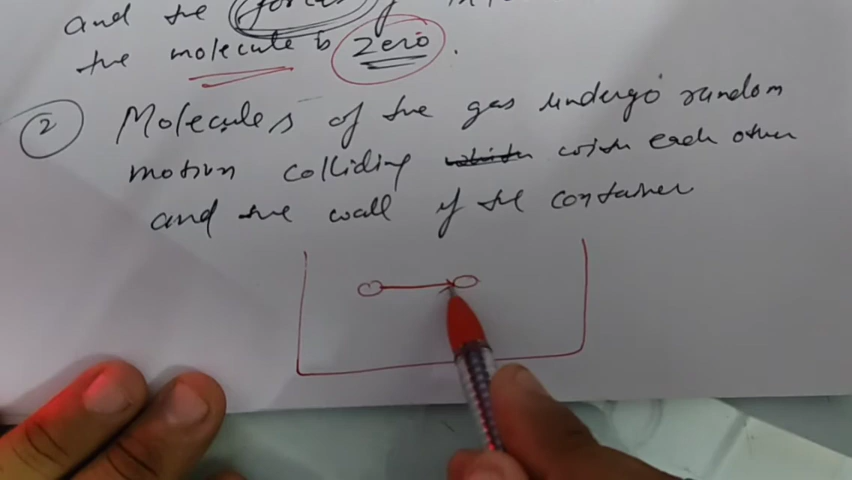 and the forces of
the molecule is zero.
2 Molecules of the gas undergo random
motion colliding with each other
and the wall of the container